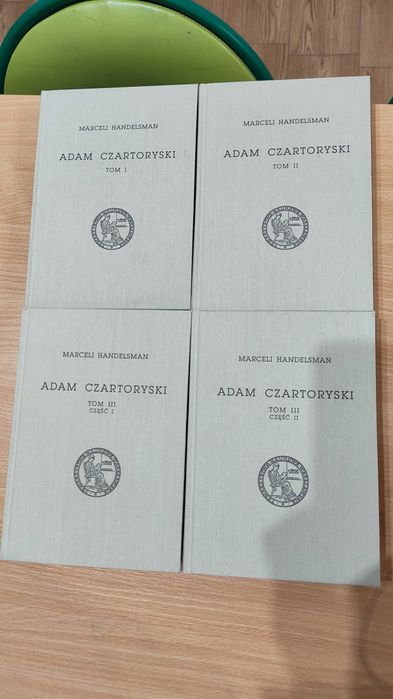 MARCELI HANDELSMAN
ADAM CZARTORYSKI
TOM I
MARCELI HANDELSMAN
ADAM CZARTORYSKI
TOM II
MARCELI HANDELSMAN
ADAM CZARTORYSKI
TOM III
CZĘŚĆ I
MARCELI HANDELSMAN
ADAM CZARTORYSKI
TOM III
CZĘŚĆ II